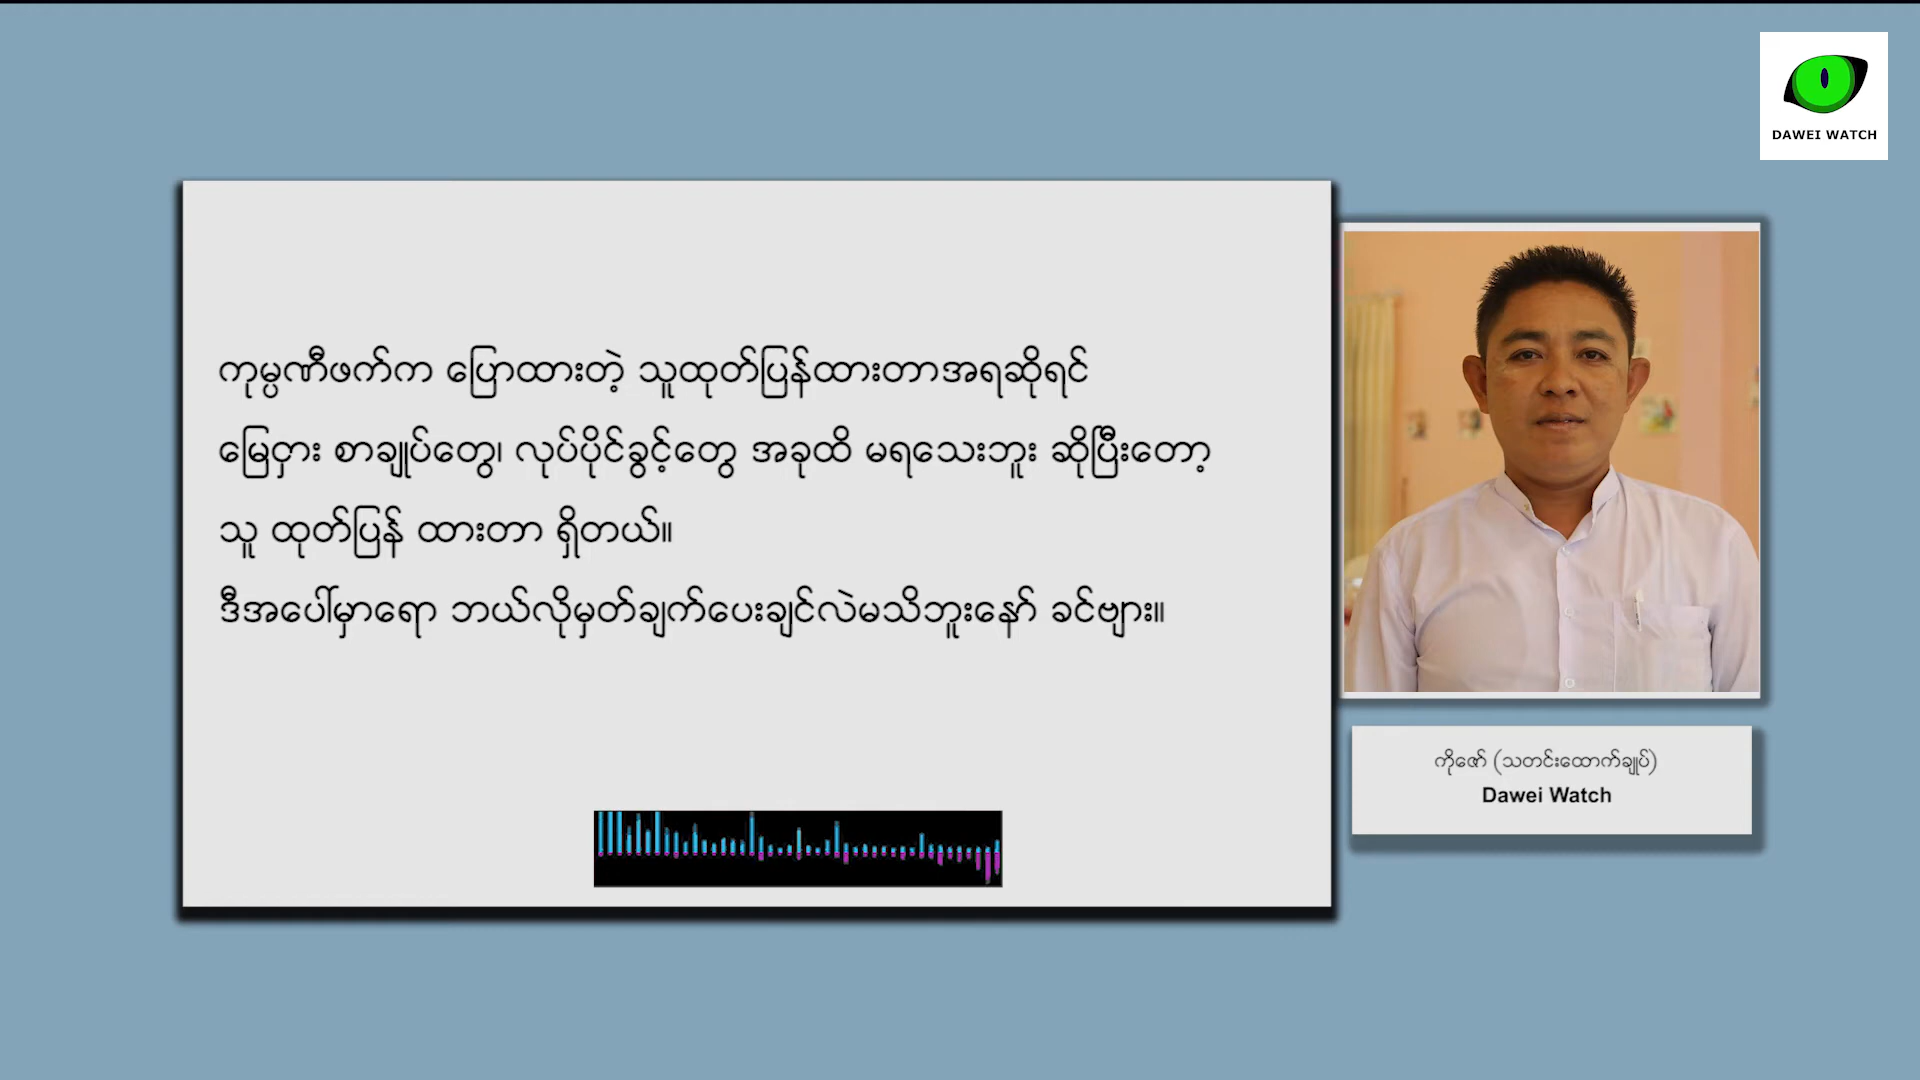 DAWEI WATCH
ကုမ္ပဏီဖက်က ပြောထားတဲ့ သူထုတ်ပြန်ထားတာအရဆိုရင်
မြေငှား စာချုပ်တွေ၊ လုပ်ပိုင်ခွင့်တွေ အခုထိ မရသေးဘူး ဆိုပြီးတော့
သူ ထုတ်ပြန် ထားတာ ရှိတယ်။
ဒီအပေါ်မှာရော ဘယ်လိုမှတ်ချက်ပေးချင်လဲမသိဘူးနော် ခင်ဗျား။
ကိုဇော် (သတင်းထောက်ချုပ်)
Dawei Watch